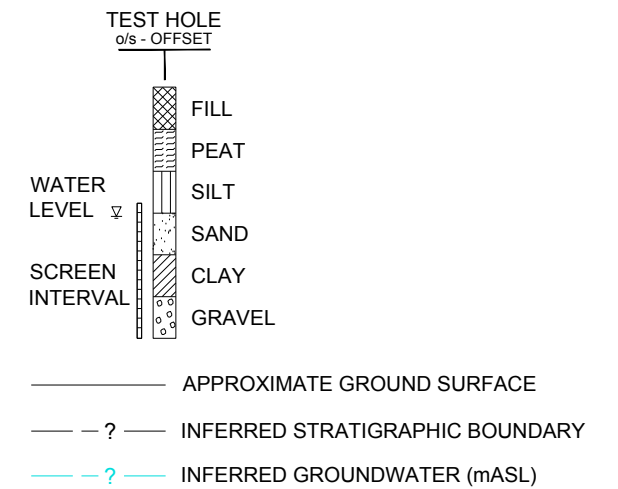 TEST HOLE
o/s - OFFSET
FILL
PEAT
WATER
LEVEL
SILT
SAND
SCREEN
INTERVAL
CLAY
GRAVEL
APPROXIMATE GROUND SURFACE
? INFERRED STRATIGRAPHIC BOUNDARY
? INFERRED GROUNDWATER (mASL)